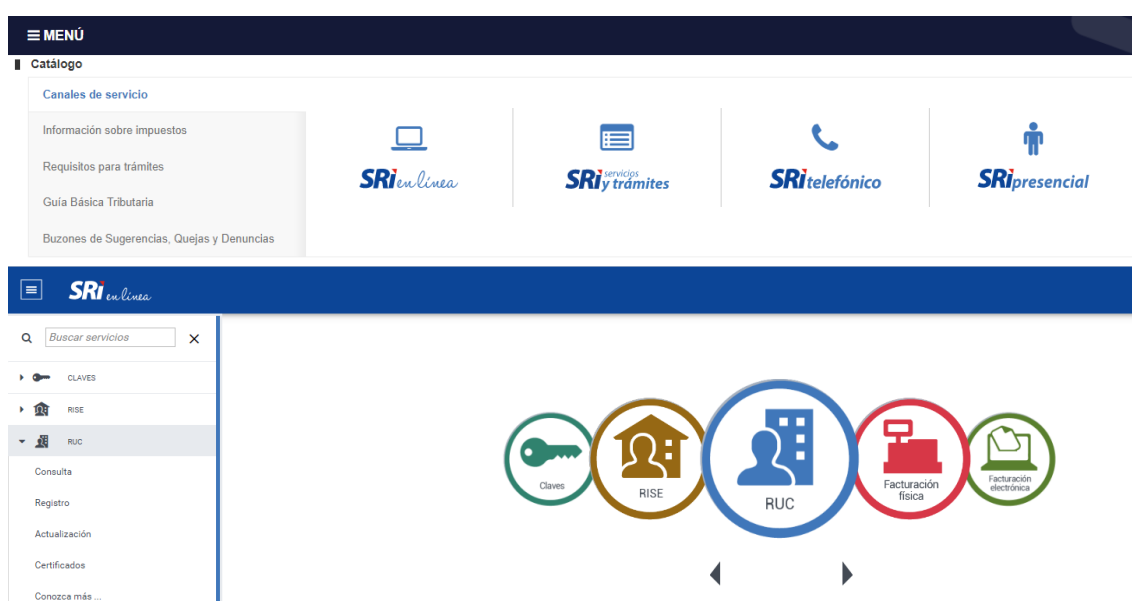 MENÚ
Catálogo
Canales de servicio
Información sobre impuestos
Requisitos para trámites
Guía Básica Tributaria
Buzones de Sugerencias, Quejas y Denuncias
SRi en línea
SRi servicios y trámites
SRi telefónico
SRi presencial
SRi en línea
Buscar servicios
CLAVES
RISE
RUC
Consulta
Registro
Actualización
Certificados
Conozca más ...
Claves
RISE
RUC
Facturación
física
Facturación
electrónica